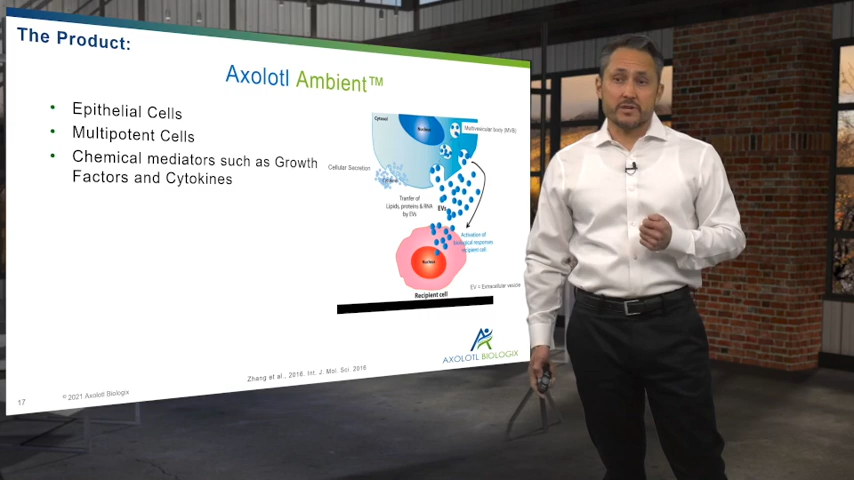 The Product:
Axolotl Ambient™
• Epithelial Cells
• Multipotent Cells
• Chemical mediators such as Growth
Factors and Cytokines
Cytosol
Nucleus
Multivesicular body (MVB)
Cellular Secretion
Tranfer of
Lipids, proteins & RNA
by EVs
EVs
Activation of
biological responses
recipient cell
Nucleus
Recipient cell
EV = Extracellular vesicle
AXOLOTL BIOLOGIX
Zhang et al., 2016. Int. J. Mol. Sci. 2016
17
© 2021 Axolotl Biologix